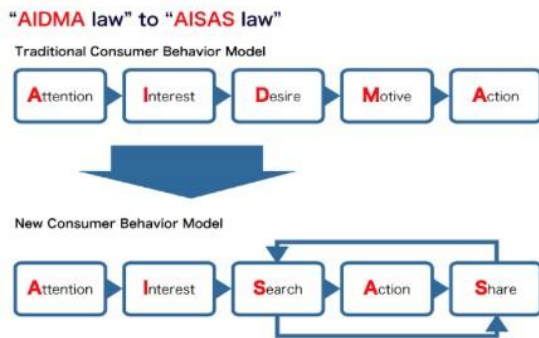 “AIDMA law” to “AISAS law”
Traditional Consumer Behavior Model
Attention Interest Desire Motive Action
New Consumer Behavior Model
Attention Interest Search Action Share